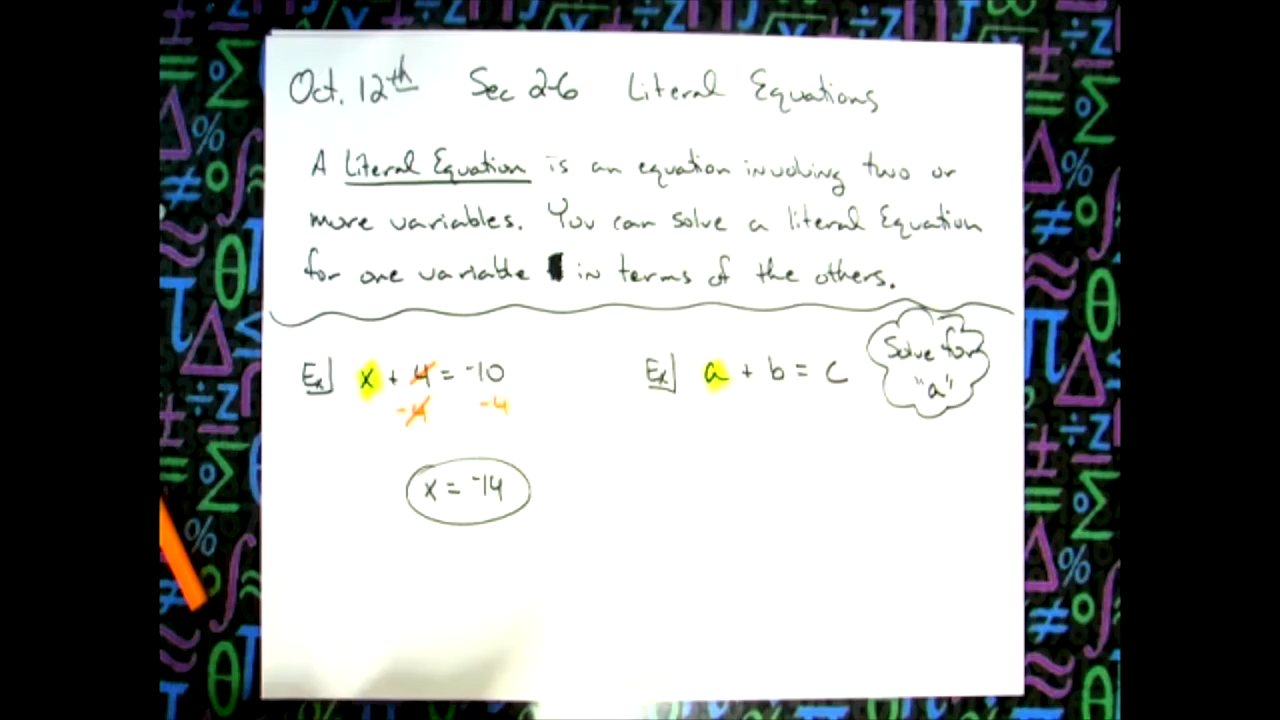 Oct. 12th Sec 2-6 Literal Equations
A Literal Equation is an equation involving two or
more variables. You can solve a literal Equation
for one variable in terms of the others.
Ex] x + 4 = -10
-4 -4
x = -14
Ex] a + b = c
Solve for
"a"